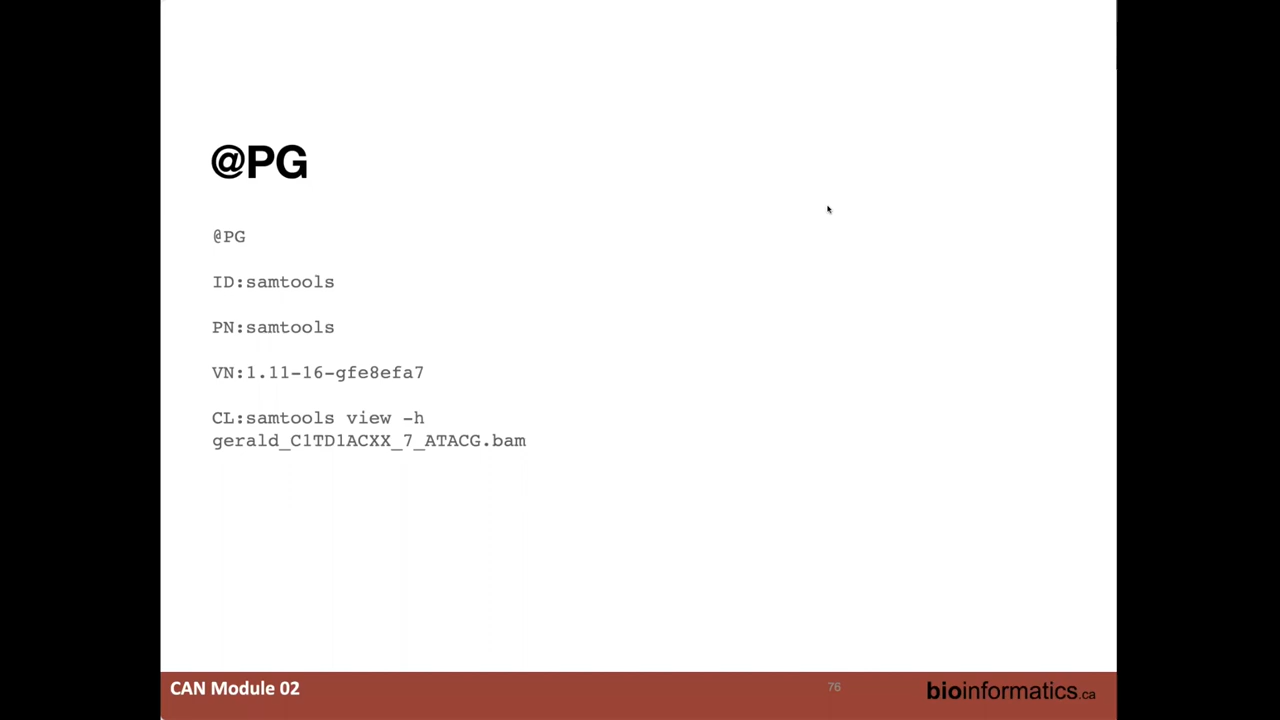 @PG
@PG
ID:samtools
PN:samtools
VN:1.11-16-gfe8efa7
CL:samtools view -h
gerald_C1TD1ACXX_7_ATACG.bam
CAN Module 02
76
bioinformatics.ca